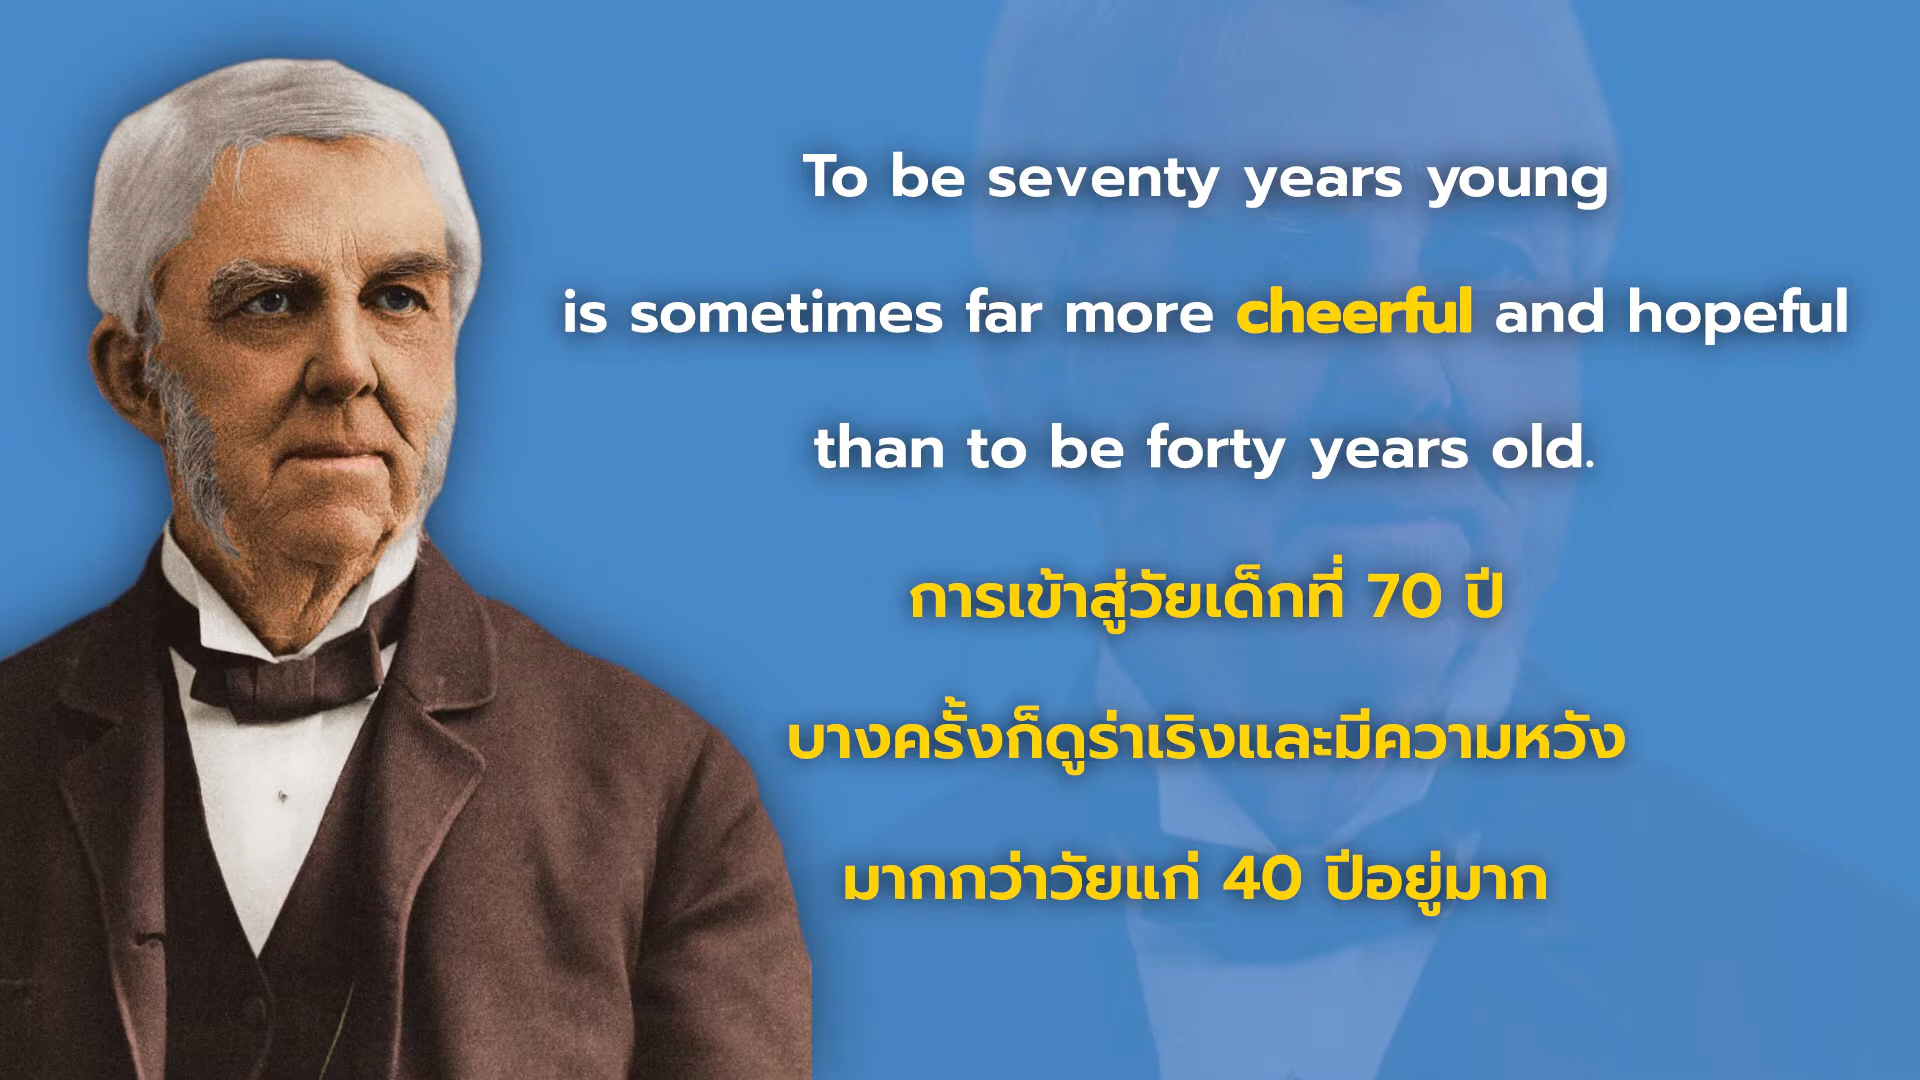 To be seventy years young
is sometimes far more cheerful and hopeful
than to be forty years old.
การเข้าสู่วัยเด็กที่ 70 ปี
บางครั้งก็ดูร่าเริงและมีความหวัง
มากกว่าวัยแก่ 40 ปีอยู่มาก